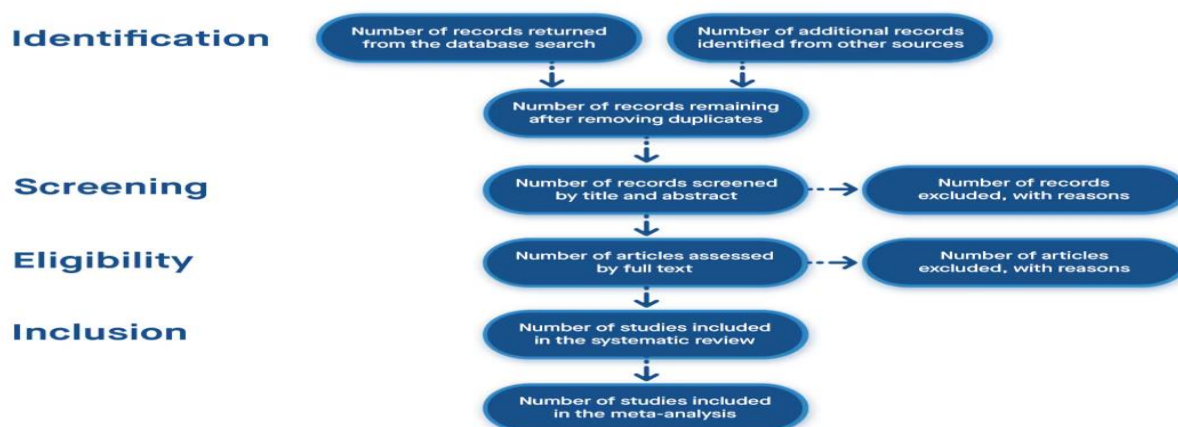 Identification
Number of records returned
from the database search
Number of additional records
identified from other sources
Number of records remaining
after removing duplicates
Screening
Number of records screened
by title and abstract
Number of records
excluded, with reasons
Eligibility
Number of articles assessed
by full text
Number of articles
excluded, with reasons
Inclusion
Number of studies included
in the systematic review
Number of studies included
in the meta-analysis